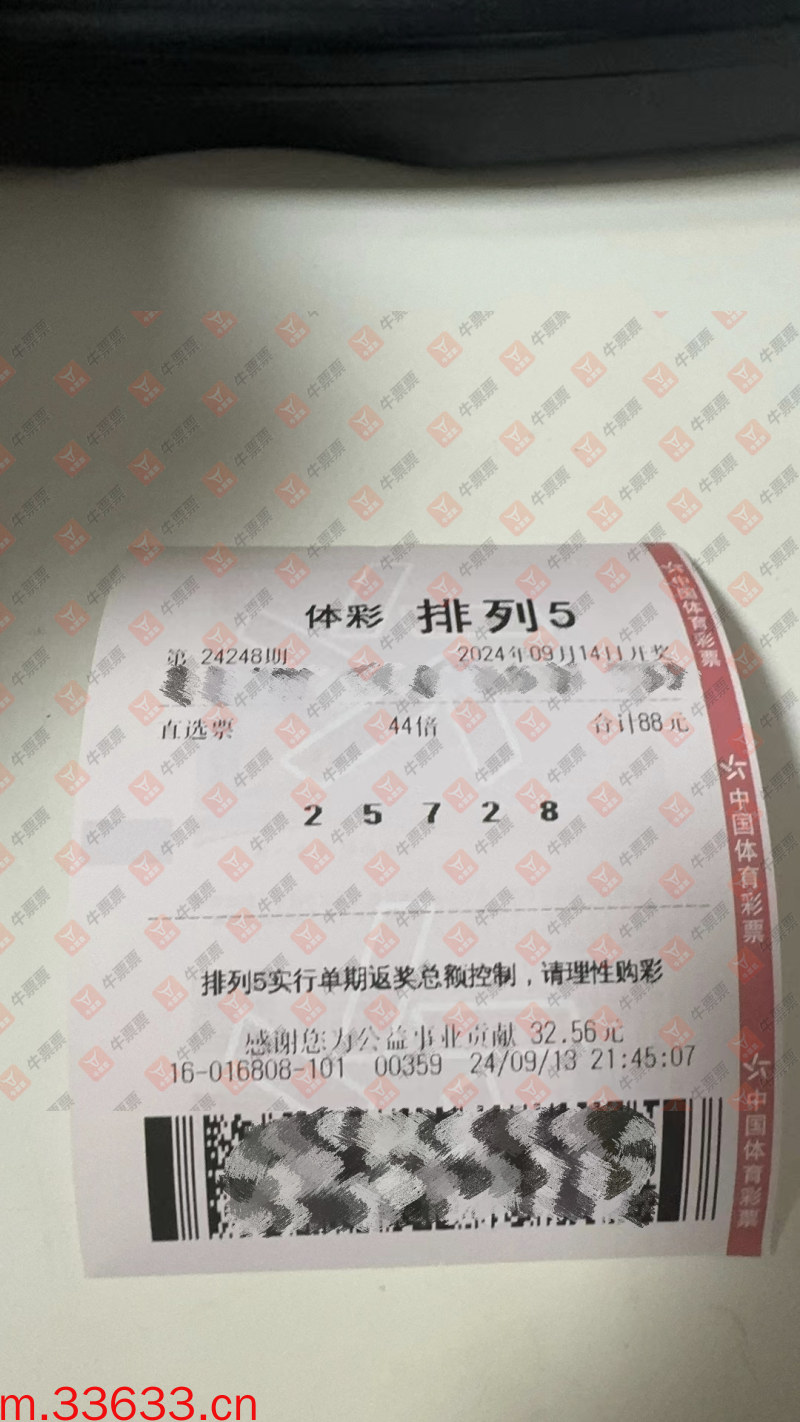 体彩 排列5
第 24248期 2024年09月14日开奖
直选票 44倍 合计88元
2 5 7 2 8
排列5实行单期返奖总额控制，请理性购彩
感谢您为公益事业贡献 32.56元
16-016808-101 00359 24/09/13 21:45:07
中国体育彩票
中国体育彩票
中国体育彩票
牛票票
m.33633.cn